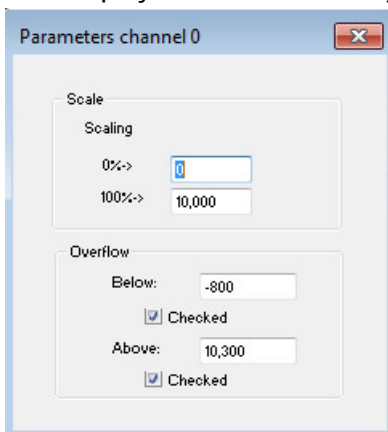 Parameters channel 0
Scale
Scaling
0%->
0
100%->
10,000
Overflow
Below:
-800
Checked
Above:
10,300
Checked